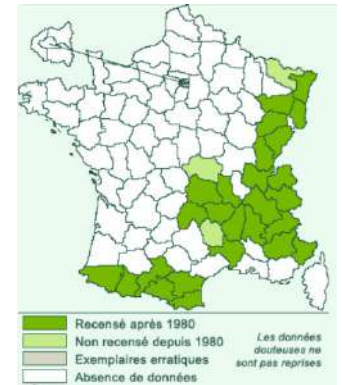 Recensé après 1980
Non recensé depuis 1980
Exemplaires erratiques
Absence de données
Les données
douteuses ne
sont pas reprises